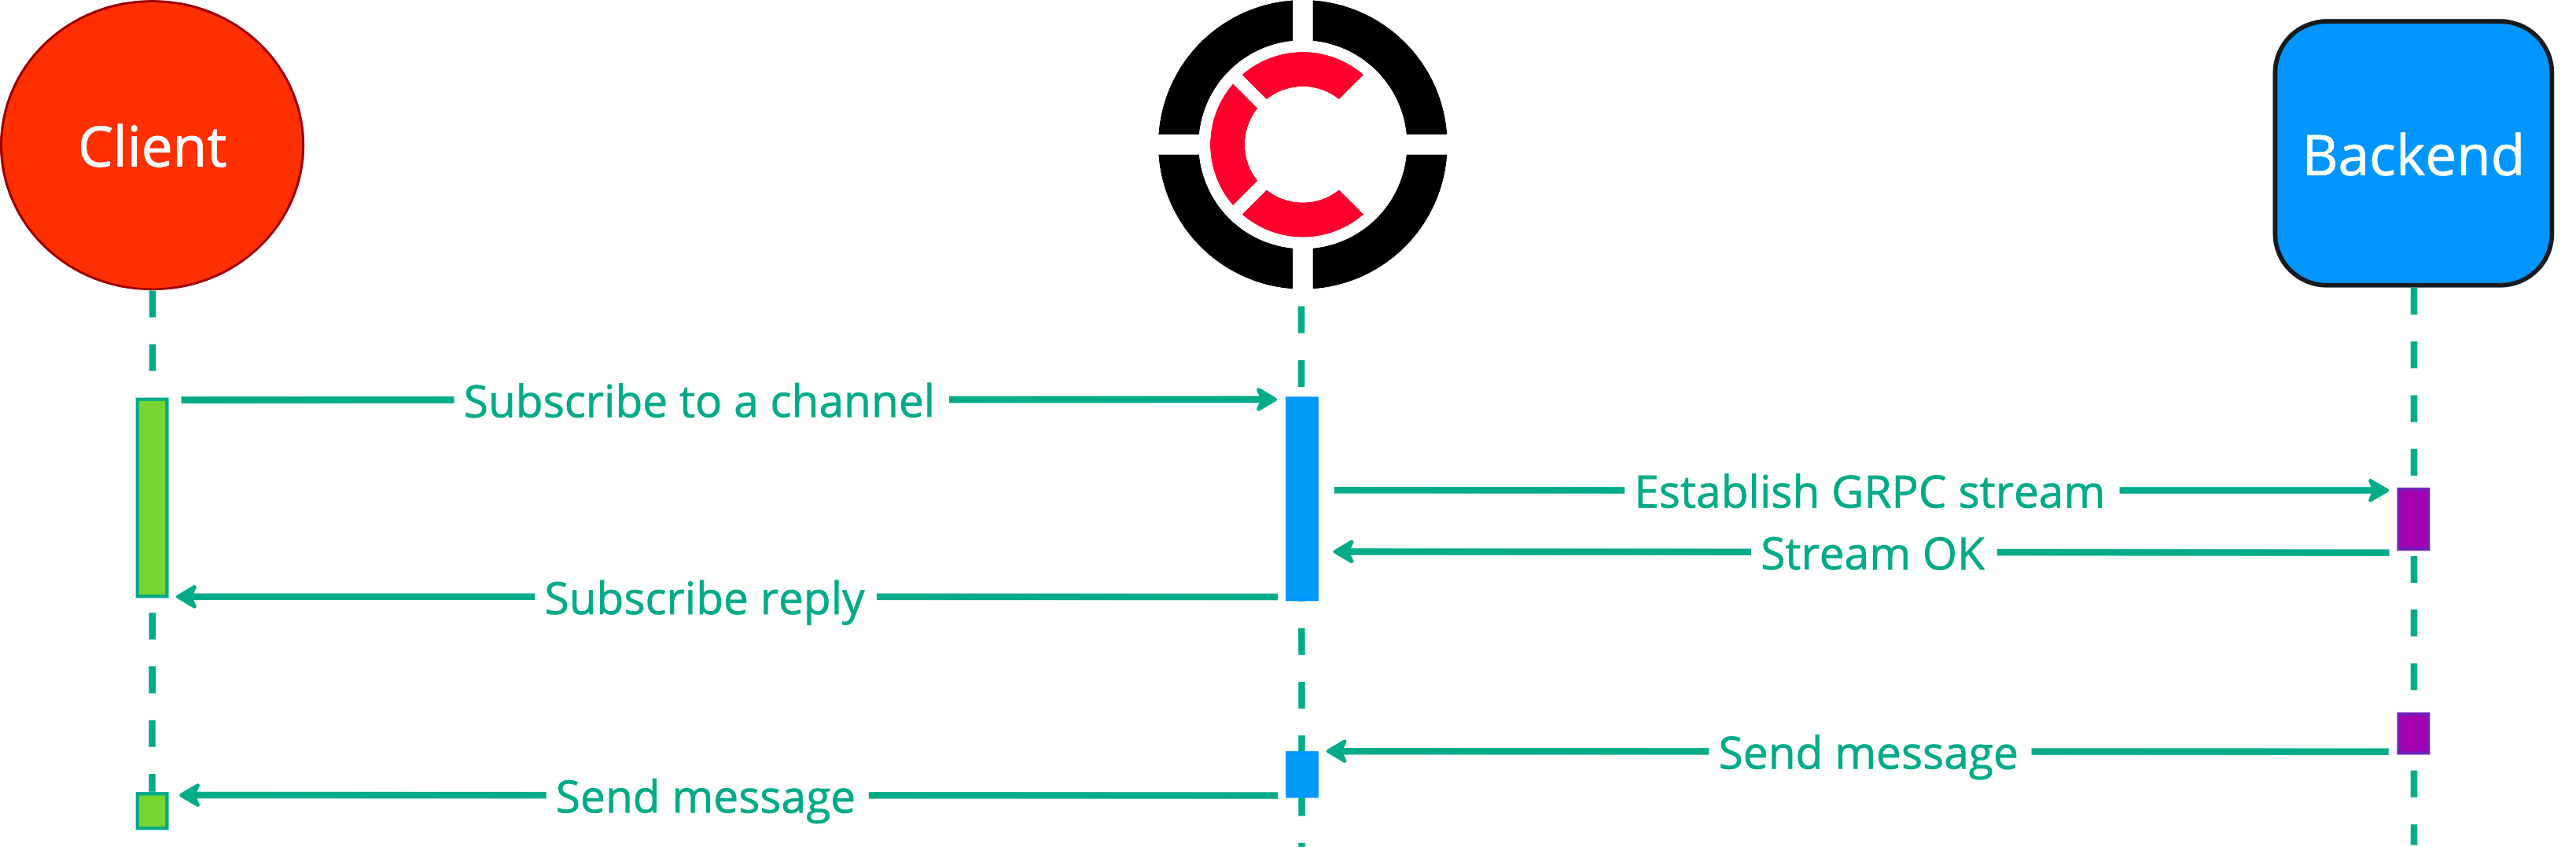 Client
Backend
Subscribe to a channel
Establish GRPC stream
Stream OK
Subscribe reply
Send message
Send message